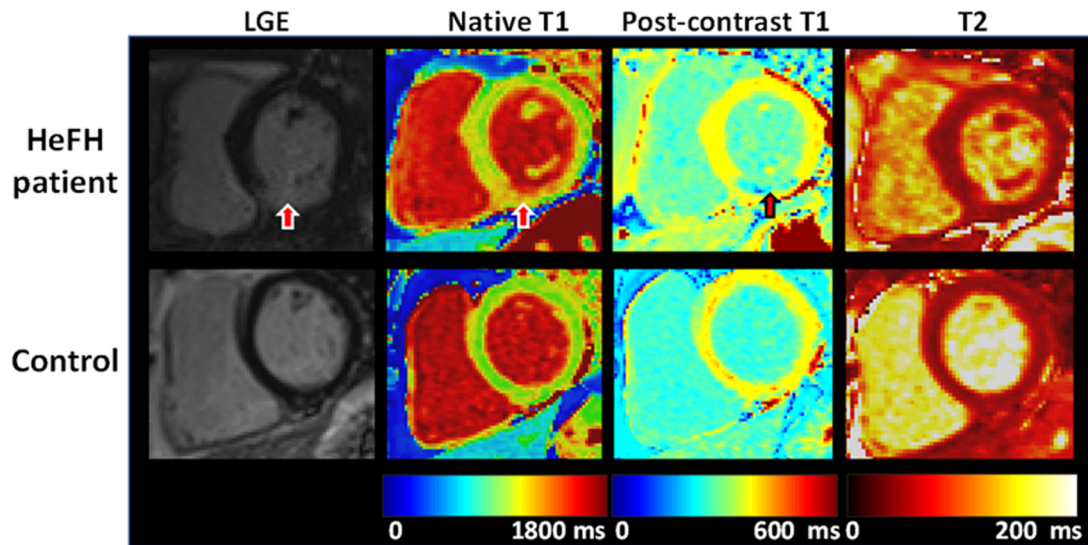 LGE Native T1 Post-contrast T1 T2
HeFH
patient
Control
0 1800 ms 0 600 ms 0 200 ms